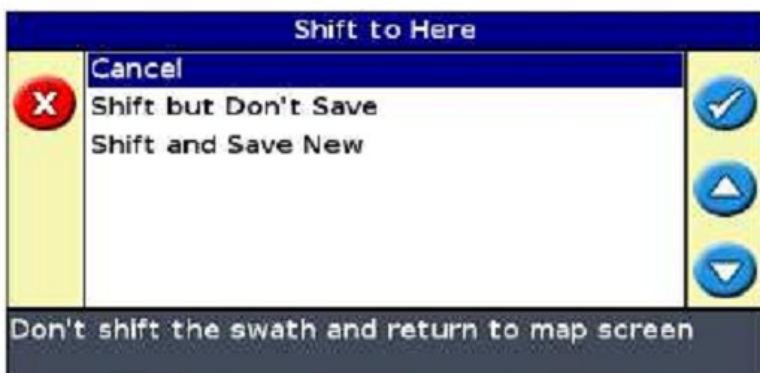 Shift to Here
Cancel
Shift but Don't Save
Shift and Save New
Don't shift the swath and return to map screen